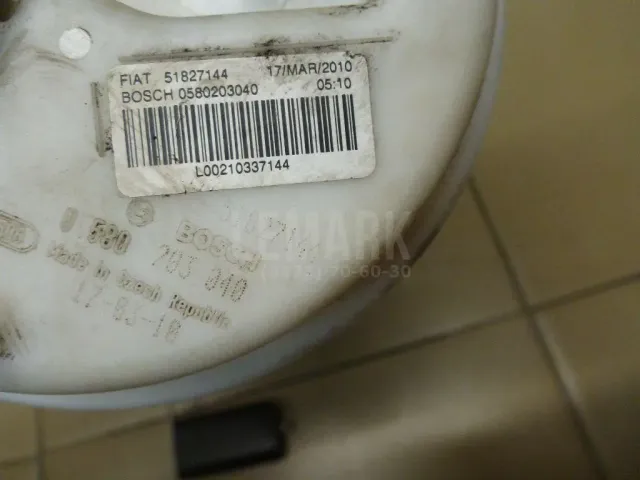 FIAT 51827144 17/MAR/2010
BOSCH 0580203040 05:10
L00210337144
0 580 BOSCH
203 040
Made in Czech Republic
17-03-10